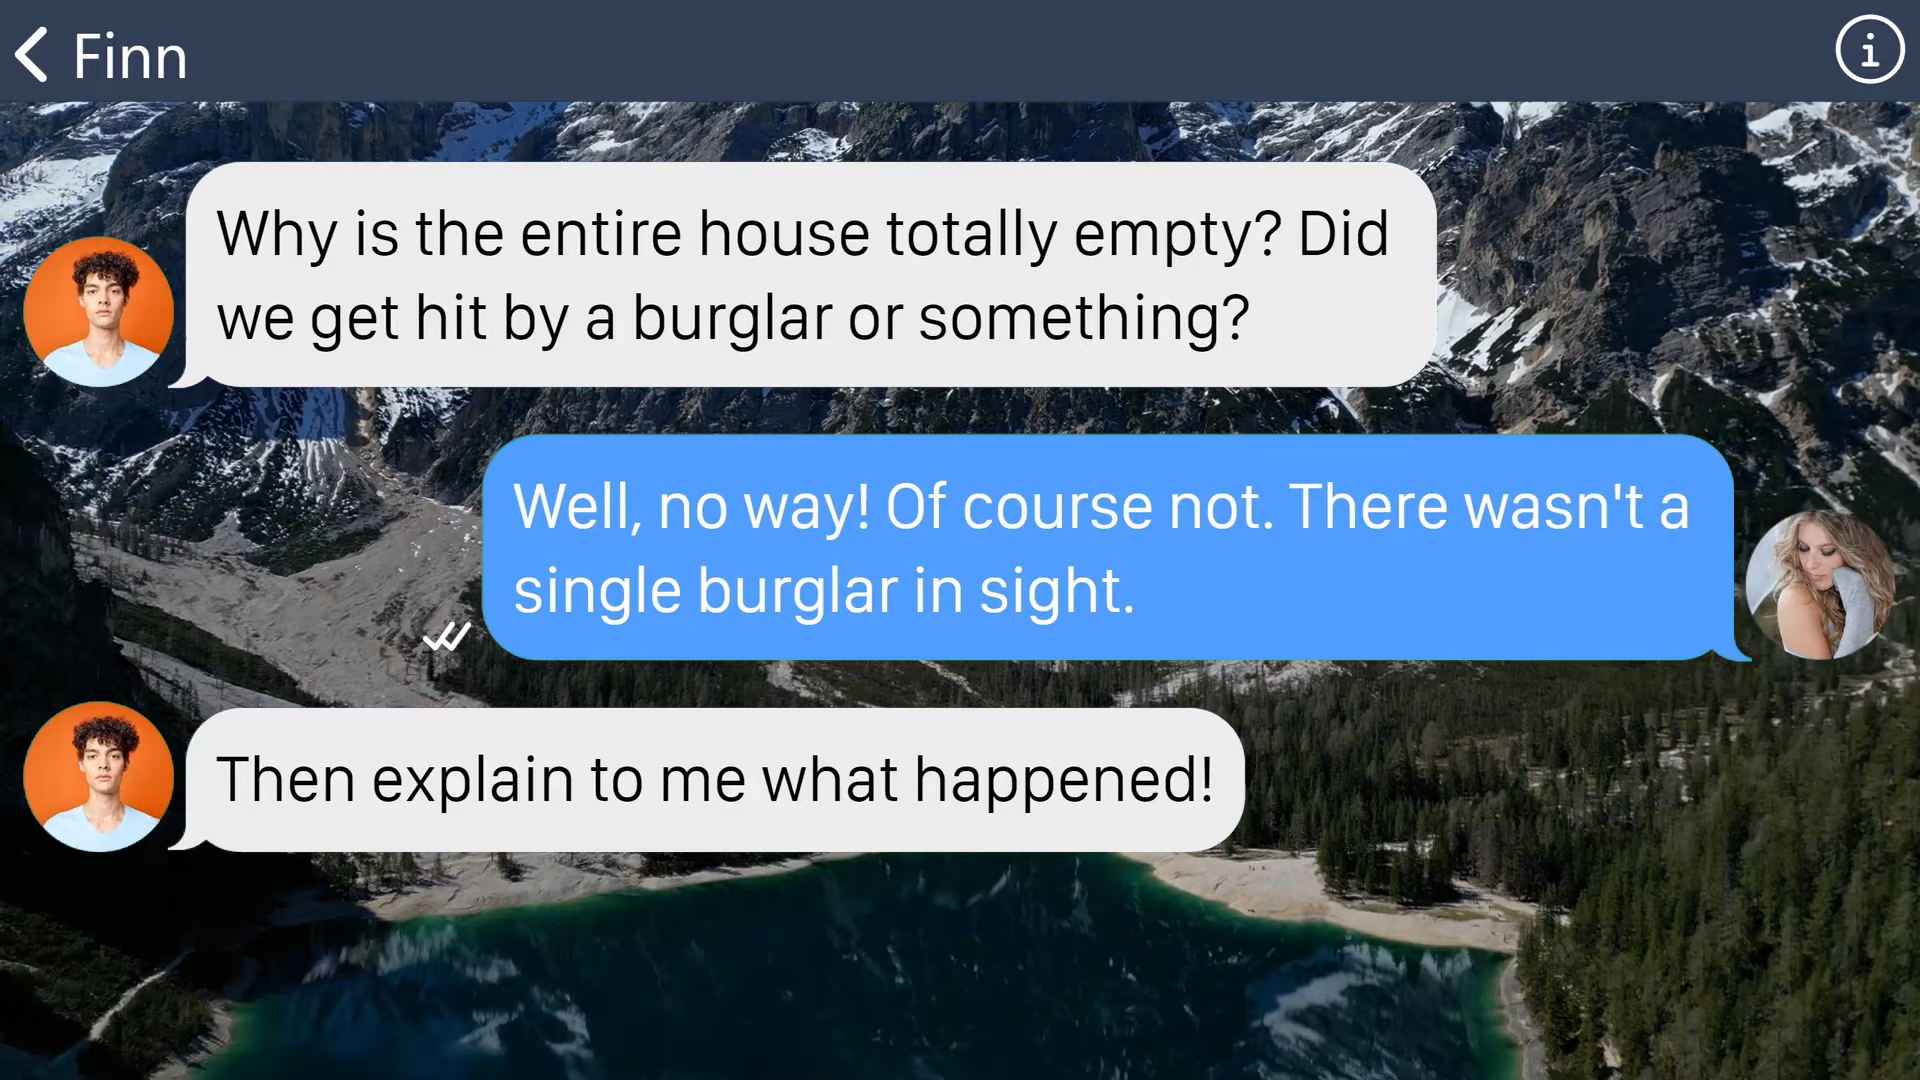 Finn
Why is the entire house totally empty? Did
we get hit by a burglar or something?
Well, no way! Of course not. There wasn't a
single burglar in sight.
Then explain to me what happened!